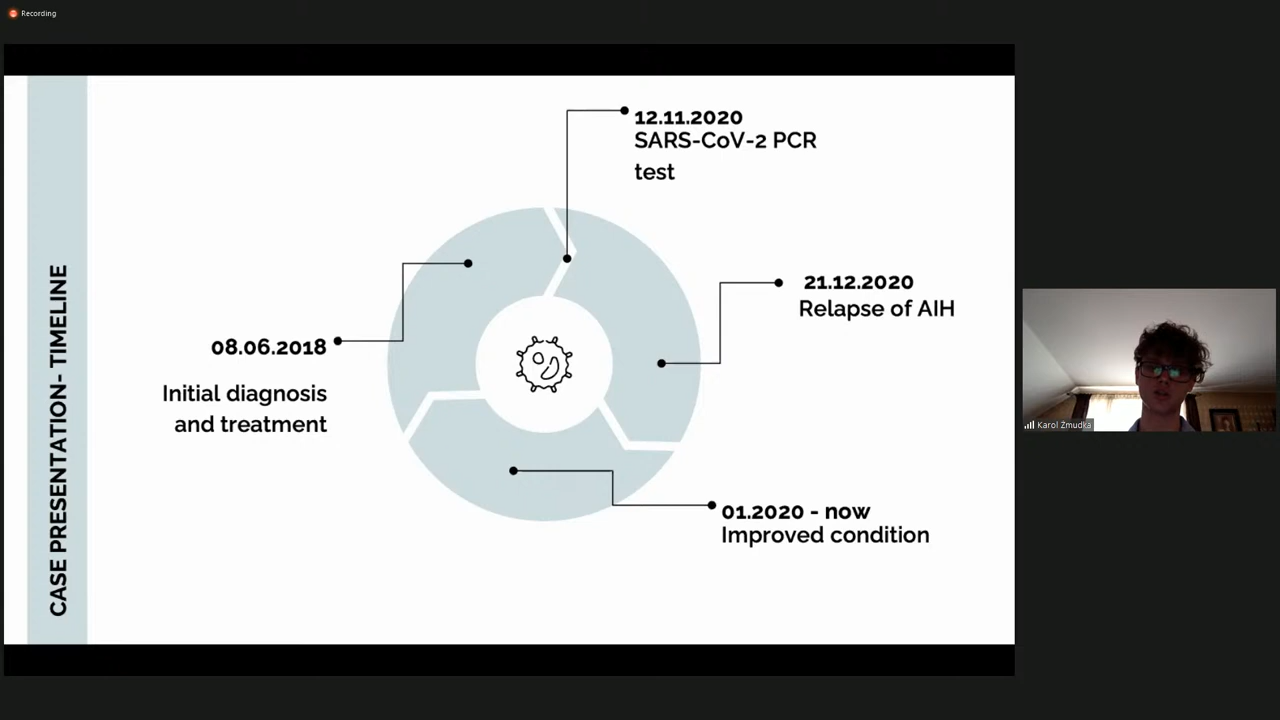 Recording
CASE PRESENTATION- TIMELINE
12.11.2020
SARS-CoV-2 PCR
test
21.12.2020
Relapse of AIH
08.06.2018
Initial diagnosis
and treatment
01.2020 - now
Improved condition
Karol Żmudka